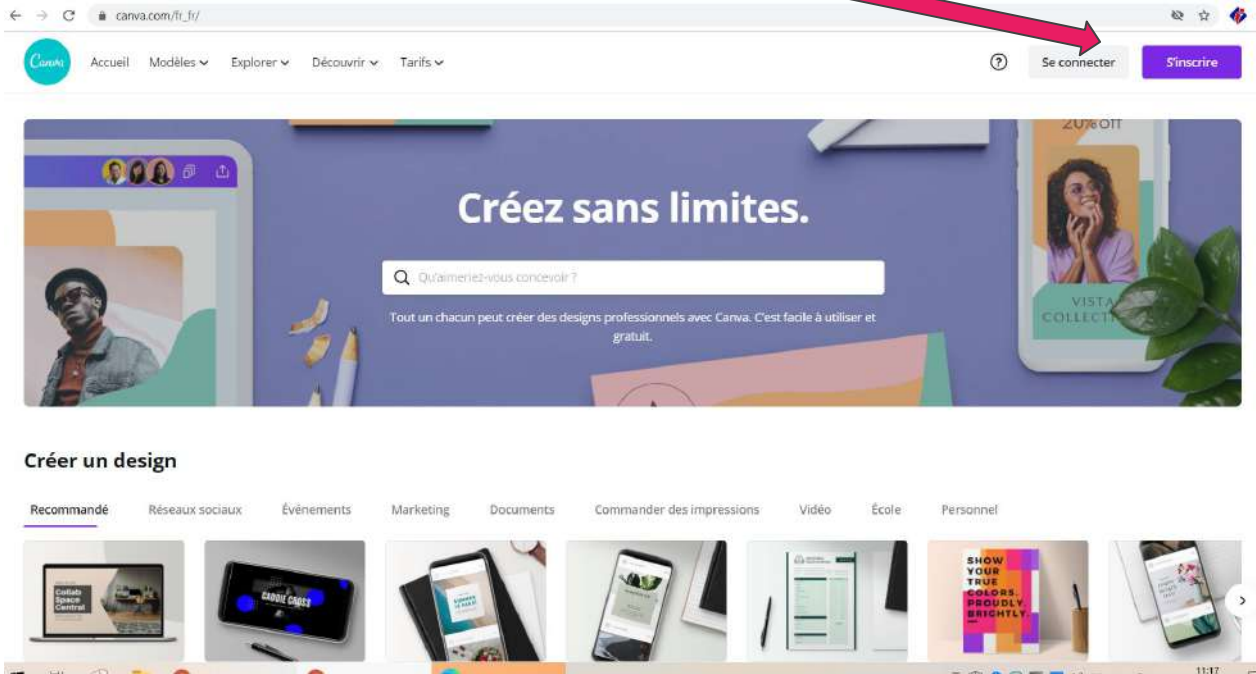 canva.com/fr_fr/
Canva
Accueil Modèles Explorer Découvrir Tarifs
? Se connecter S'inscrire
20% OFF
Créez sans limites.
Qu'aimeriez-vous concevoir ?
Tout un chacun peut créer des designs professionnels avec Canva. C'est facile à utiliser et
gratuit.
VISTA
Créer un design
Recommandé Réseaux sociaux Événements Marketing Documents Commander des impressions Vidéo École Personnel
Collab
Space
Central
CADDIE CROSS
SHOW
YOUR
TRUE
COLORS.
PROUDLY.
BRIGHTLY.
11:17